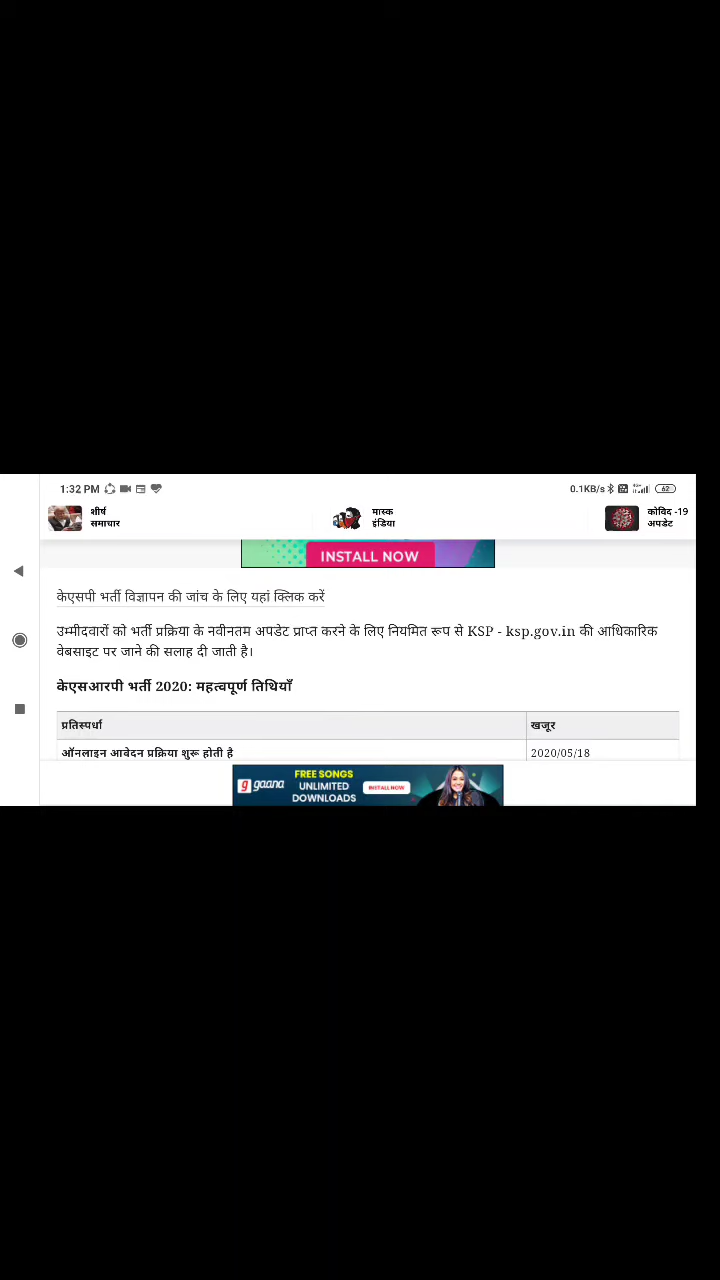 1:32 PM
0.1KB/s 62
शीर्ष
समाचार
मास्क
इंडिया
कोविद -19
अपडेट
INSTALL NOW
केएसपी भर्ती विज्ञापन की जांच के लिए यहां क्लिक करें
उम्मीदवारों को भर्ती प्रक्रिया के नवीनतम अपडेट प्राप्त करने के लिए नियमित रूप से KSP - ksp.gov.in की आधिकारिक
वेबसाइट पर जाने की सलाह दी जाती है।
केएसआरपी भर्ती 2020: महत्वपूर्ण तिथियाँ
प्रतिस्पर्धा खजूर
ऑनलाइन आवेदन प्रक्रिया शुरू होती है 2020/05/18
g gaana
FREE SONGS
UNLIMITED
DOWNLOADS
INSTALL NOW